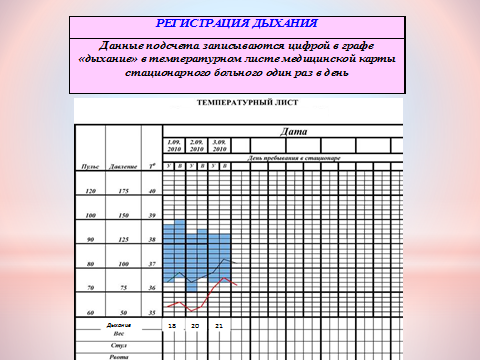 РЕГИСТРАЦИЯ ДЫХАНИЯ
Данные подсчета записываются цифрой в графе
«дыхание» в температурном листе медицинской карты
стационарного больного один раз в день
ТЕМПЕРАТУРНЫЙ ЛИСТ
Дата
1.09. 2.09. 3.09.
2010 2010 2010
День пребывания в стационаре
Пульс Давление Т° У В У В У В
120 175 40
100 150 39
90 125 38
80 100 37
70 75 36
60 50 35
Дыхание 18 20 21
Вес
Стул
Рвота